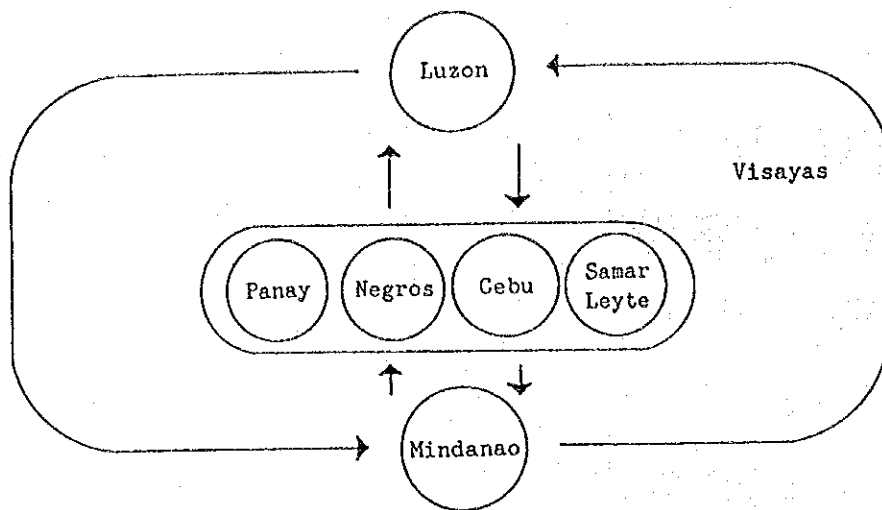 Luzon
Visayas
Panay
Negros
Cebu
Samar
Leyte
Mindanao